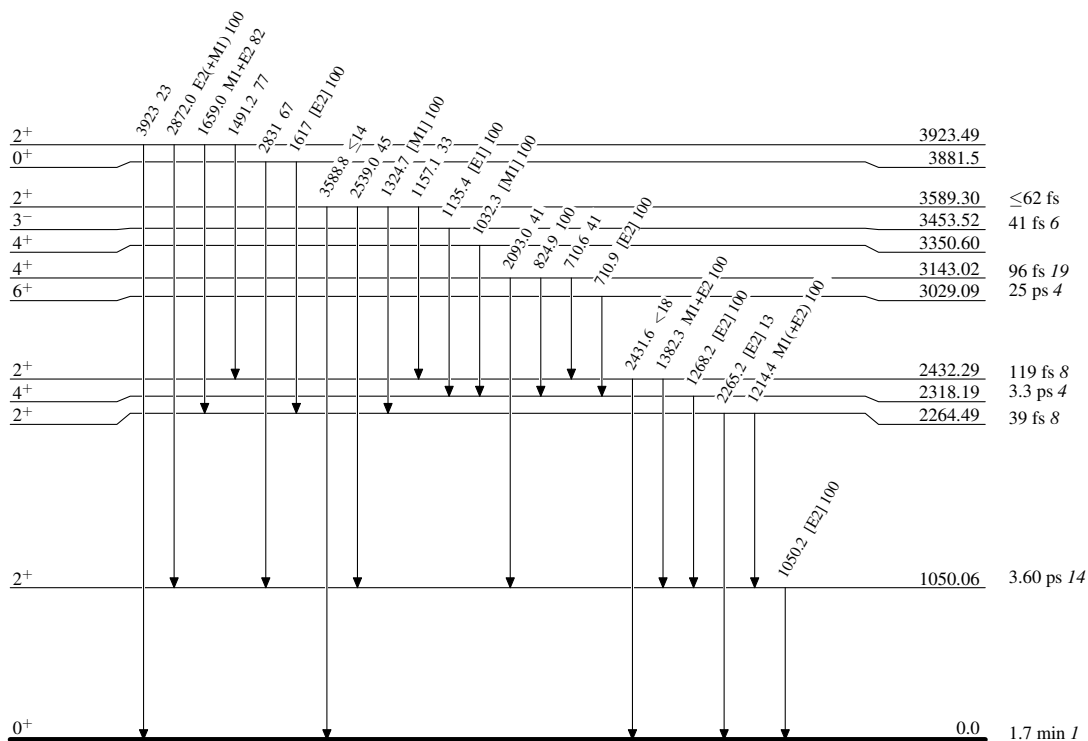 3923 23
2872.0 E2(+M1) 100
1659.0 M1+E2 82
1491.2 77
2831 67
1617 [E2] 100
3588.8 ≤14
2539.0 45
1324.7 [M1] 100
1157.1 33
1135.4 [E1] 100
1032.3 [M1] 100
2093.0 41
824.9 100
710.6 41
710.9 [E2] 100
2431.6 <18
1382.3 M1+E2 100
1268.2 [E2] 100
2265.2 [E2] 13
1214.4 M1(+E2) 100
1050.2 [E2] 100
2⁺ 3923.49
0⁺ 3881.5
2⁺ 3589.30 ≤62 fs
3⁻ 3453.52 41 fs 6
4⁺ 3350.60
4⁺ 3143.02 96 fs 19
6⁺ 3029.09 25 ps 4
2⁺ 2432.29 119 fs 8
4⁺ 2318.19 3.3 ps 4
2⁺ 2264.49 39 fs 8
2⁺ 1050.06 3.60 ps 14
0⁺ 0.0 1.7 min 1